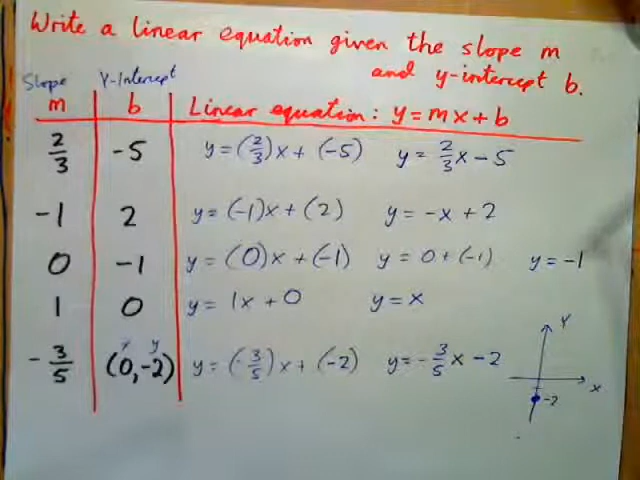 Write a linear equation given the slope m
and y-intercept b.
Slope Y-Intercept
m b Linear equation: y = mx + b
2/3 -5 y = (2/3)x + (-5) y = 2/3 x - 5
-1 2 y = (-1)x + (2) y = -x + 2
0 -1 y = (0)x + (-1) y = 0 + (-1) y = -1
1 0 y = 1x + 0 y = x
Y
x y
-3/5 (0, -2) y = (-3/5)x + (-2) y = -3/5 x - 2
x
-2